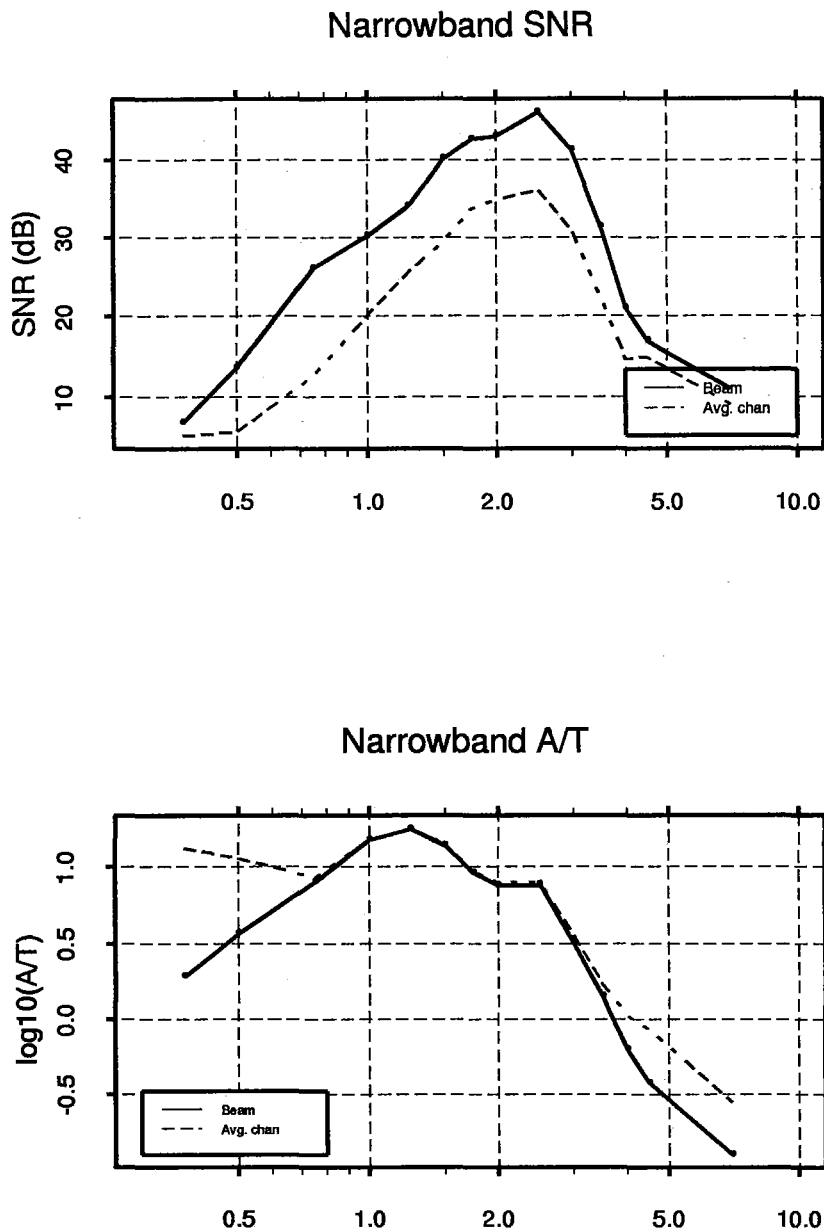 Narrowband SNR
SNR (dB)
40
30
20
10
Beam
Avg. chan
0.5 1.0 2.0 5.0 10.0
Narrowband A/T
log10(A/T)
1.0
0.5
0.0
-0.5
Beam
Avg. chan
0.5 1.0 2.0 5.0 10.0